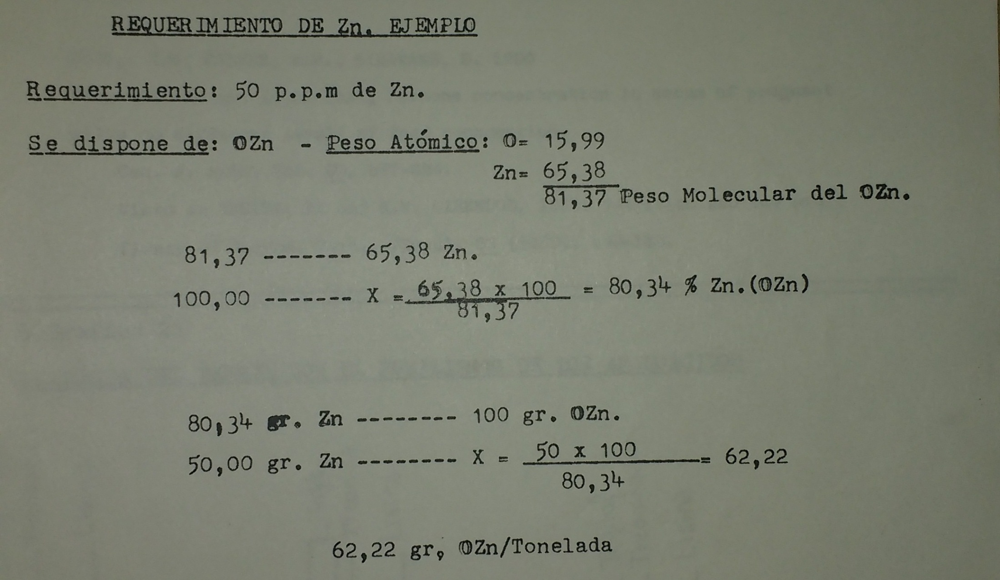 REQUERIMIENTO DE Zn. EJEMPLO
Requerimiento: 50 p.p.m de Zn.
Se dispone de: OZn - Peso Atómico: O= 15,99
Zn= 65,38
81,37 Peso Molecular del OZn.
81,37 ------- 65,38 Zn.
100,00 ------- X = 65,38 x 100 = 80,34 % Zn.(OZn)
81,37
80,34 gr. Zn -------- 100 gr. OZn.
50,00 gr. Zn -------- X = 50 x 100 = 62,22
80,34
62,22 gr, OZn/Tonelada